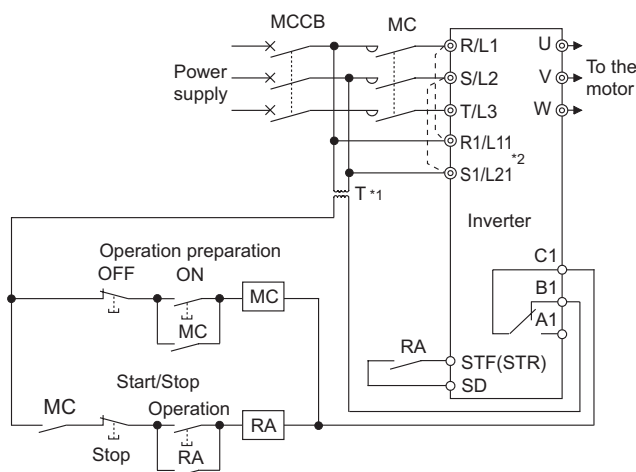 MCCB
MC
Power
supply
R/L1
S/L2
T/L3
R1/L11
S1/L21 *2
U
V
W
To the
motor
T *1
Inverter
C1
B1
A1
Operation preparation
OFF
ON
MC
MC
RA
STF(STR)
SD
Start/Stop
MC
Operation
RA
Stop
RA